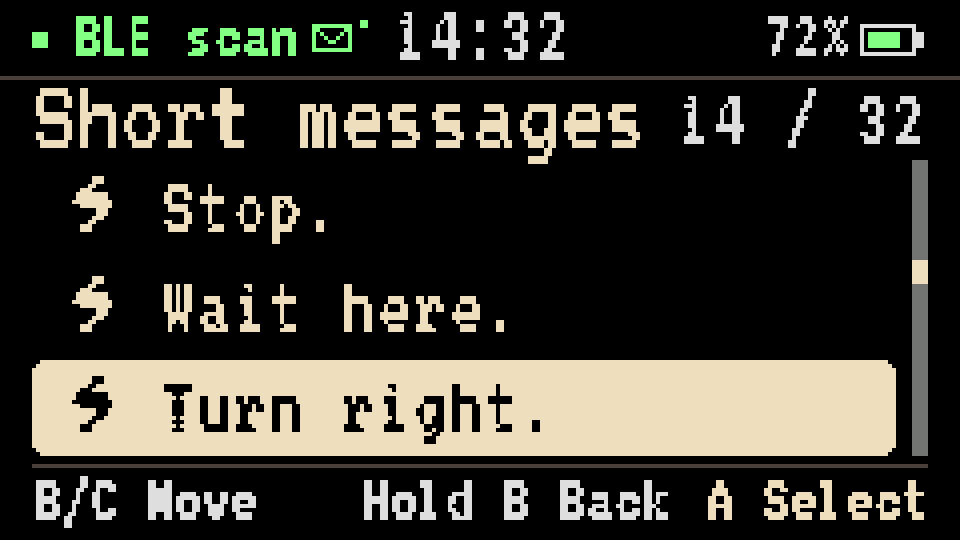 BLE scan 14:32 72%
Short messages 14 / 32
Stop.
Wait here.
Turn right.
B/C Move Hold B Back A Select